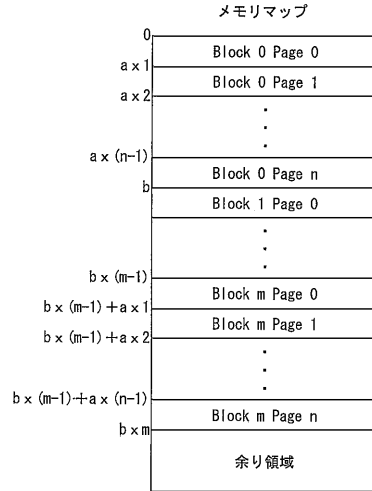 メモリマップ
0
Block 0 Page 0
a×1
Block 0 Page 1
a×2
a×(n-1)
Block 0 Page n
b
Block 1 Page 0
b×(m-1)
Block m Page 0
b×(m-1)+a×1
Block m Page 1
b×(m-1)+a×2
b×(m-1)+a×(n-1)
Block m Page n
b×m
余り領域